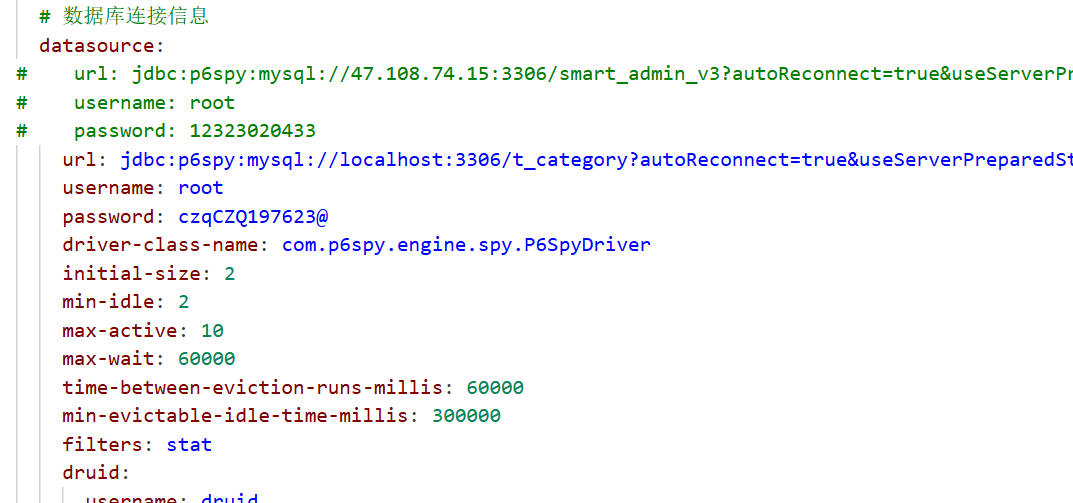 # 数据库连接信息
datasource:
# url: jdbc:p6spy:mysql://47.108.74.15:3306/smart_admin_v3?autoReconnect=true&useServerPr
# username: root
# password: 12323020433
url: jdbc:p6spy:mysql://localhost:3306/t_category?autoReconnect=true&useServerPreparedSt
username: root
password: czqCZQ197623@
driver-class-name: com.p6spy.engine.spy.P6SpyDriver
initial-size: 2
min-idle: 2
max-active: 10
max-wait: 60000
time-between-eviction-runs-millis: 60000
min-evictable-idle-time-millis: 300000
filters: stat
druid:
username: druid